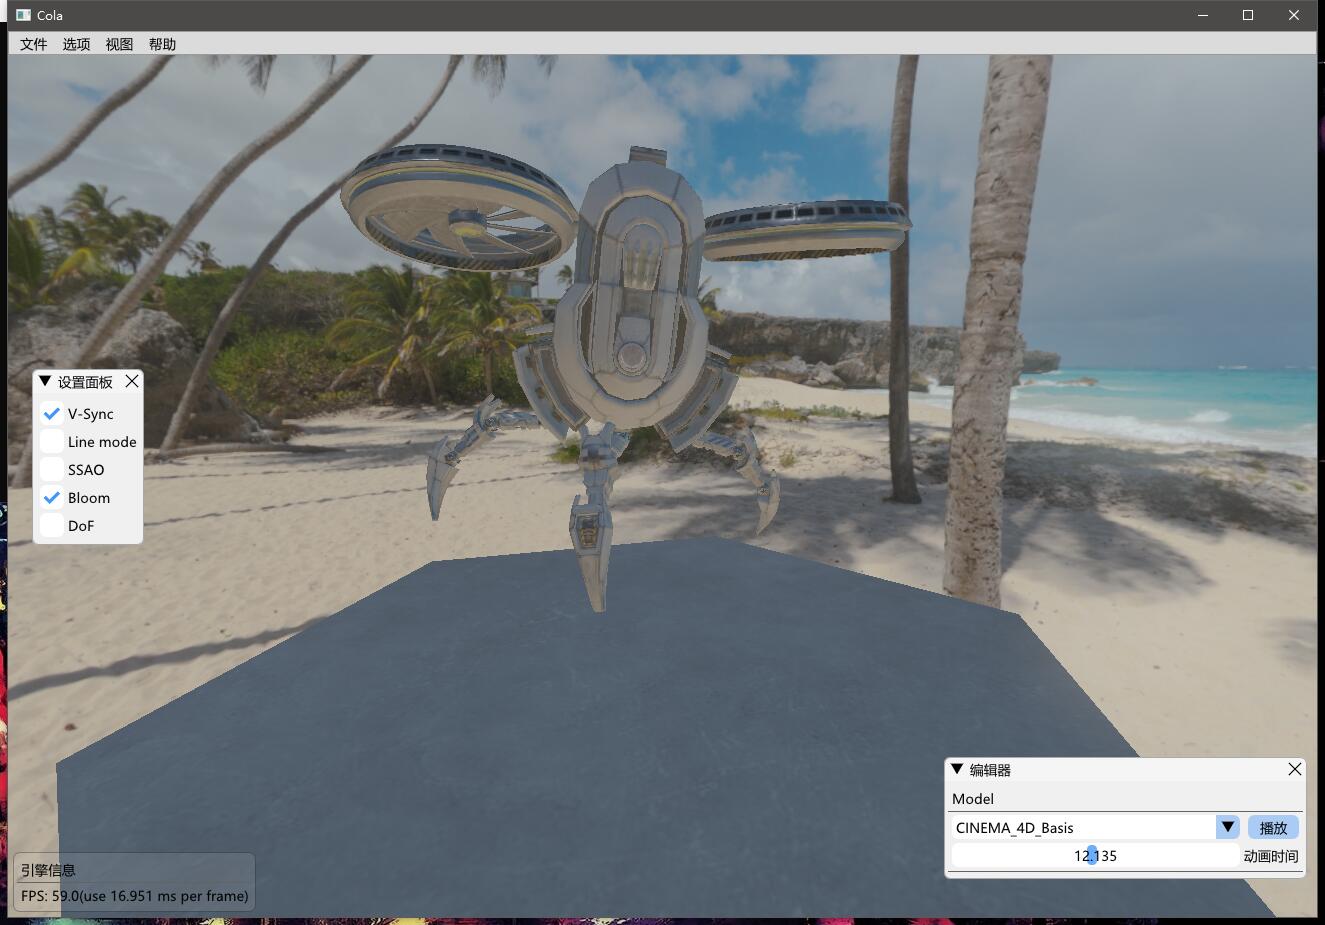 Cola
文件 选项 视图 帮助
设置面板
V-Sync
Line mode
SSAO
Bloom
DoF
编辑器
Model
CINEMA_4D_Basis 播放
12.135 动画时间
引擎信息
FPS: 59.0(use 16.951 ms per frame)